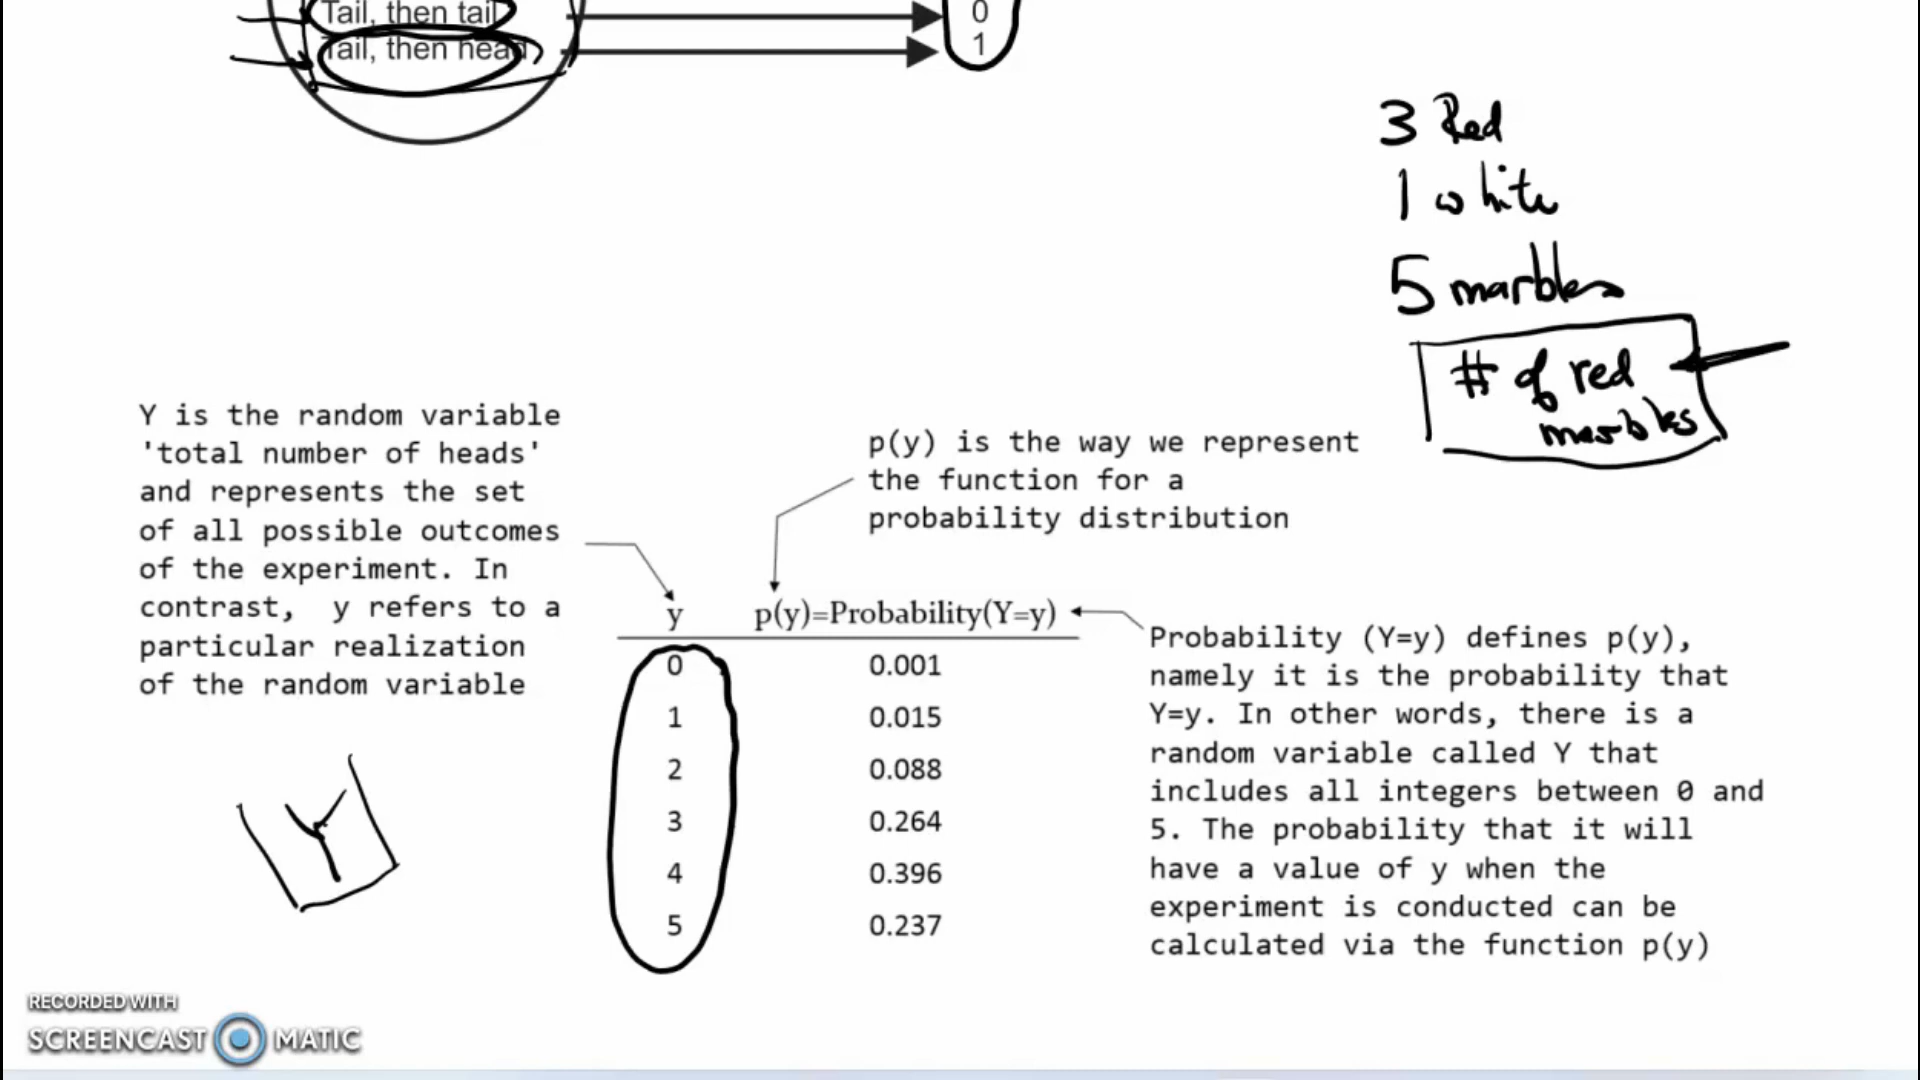 Tail, then tail 0
Tail, then head 1
3 Red
1 white
5 marbles
# of red
marbles
Y is the random variable
'total number of heads'
and represents the set
of all possible outcomes
of the experiment. In
contrast, y refers to a
particular realization
of the random variable
p(y) is the way we represent
the function for a
probability distribution
y p(y)=Probability(Y=y)
0 0.001
1 0.015
2 0.088
3 0.264
4 0.396
5 0.237
Probability (Y=y) defines p(y),
namely it is the probability that
Y=y. In other words, there is a
random variable called Y that
includes all integers between 0 and
5. The probability that it will
have a value of y when the
experiment is conducted can be
calculated via the function p(y)
Y
RECORDED WITH
SCREENCAST MATIC